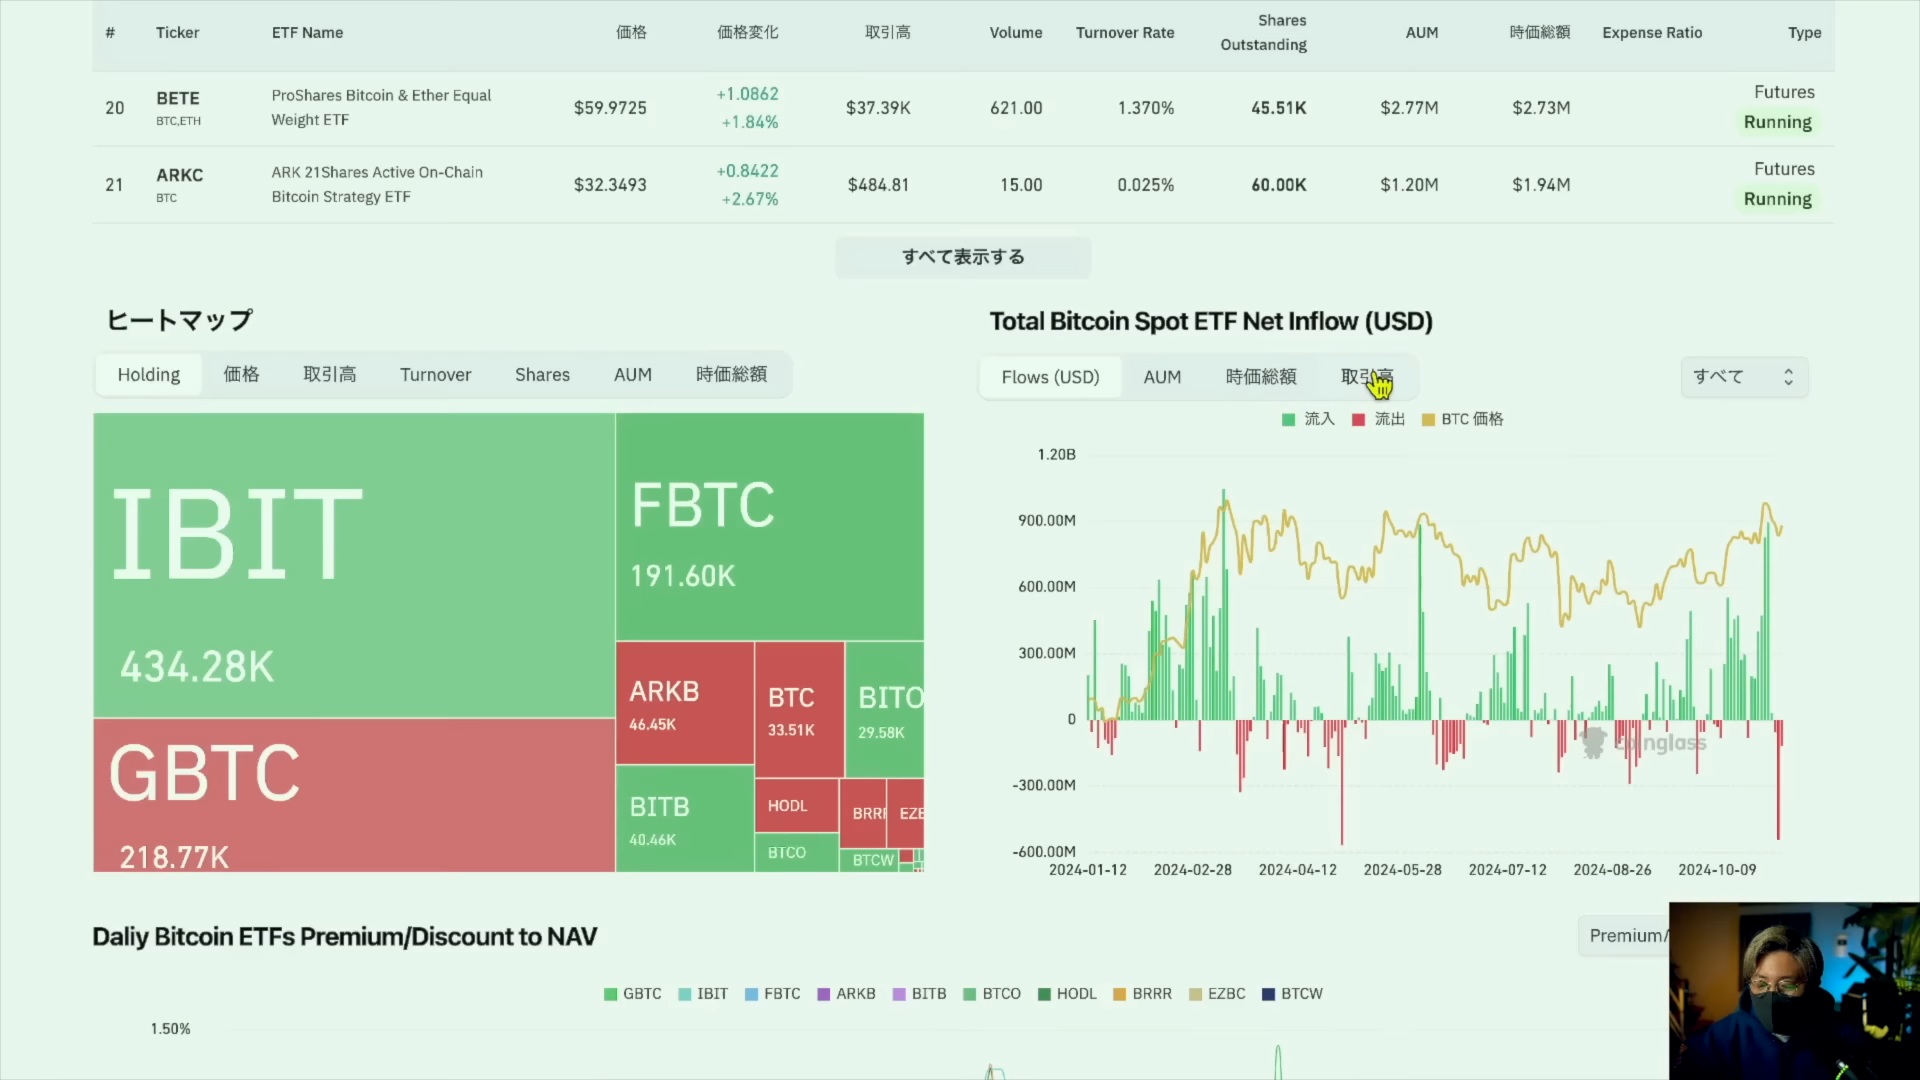 # Ticker ETF Name 価格 価格変化 取引高 Volume Turnover Rate Shares Outstanding AUM 時価総額 Expense Ratio Type
20 BETE BTC,ETH ProShares Bitcoin & Ether Equal Weight ETF $59.9725 +1.0862 +1.84% $37.39K 621.00 1.370% 45.51K $2.77M $2.73M Futures Running
21 ARKC BTC ARK 21Shares Active On-Chain Bitcoin Strategy ETF $32.3493 +0.8422 +2.67% $484.81 15.00 0.025% 60.00K $1.20M $1.94M Futures Running
すべて表示する
ヒートマップ
Holding 価格 取引高 Turnover Shares AUM 時価総額
IBIT
434.28K
FBTC
191.60K
GBTC
218.77K
ARKB
46.45K
BTC
33.51K
BITO
29.58K
BITB
40.46K
HODL
BRRR
EZB
BTCO
BTCW
Total Bitcoin Spot ETF Net Inflow (USD)
Flows (USD) AUM 時価総額 取引高
すべて
流入 流出 BTC 価格
1.20B
900.00M
600.00M
300.00M
0
-300.00M
-600.00M
coinglass
2024-01-12 2024-02-28 2024-04-12 2024-05-28 2024-07-12 2024-08-26 2024-10-09
Daliy Bitcoin ETFs Premium/Discount to NAV
Premium/
GBTC IBIT FBTC ARKB BITB BTCO HODL BRRR EZBC BTCW
1.50%